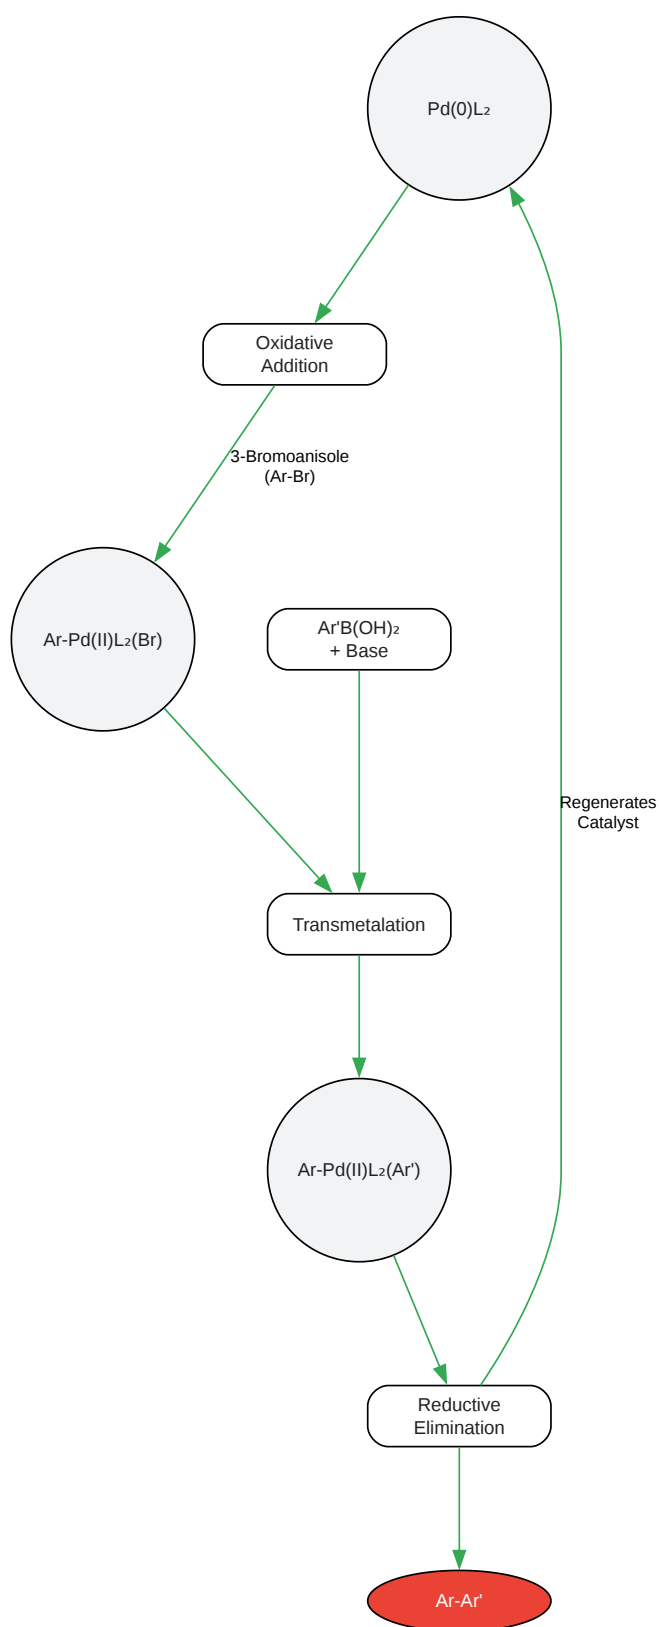 Pd(0)L₂
Oxidative
Addition
3-Bromoanisole
(Ar-Br)
Ar-Pd(II)L₂(Br)
Ar'B(OH)₂
+ Base
Regenerates
Catalyst
Transmetalation
Ar-Pd(II)L₂(Ar')
Reductive
Elimination
Ar-Ar'